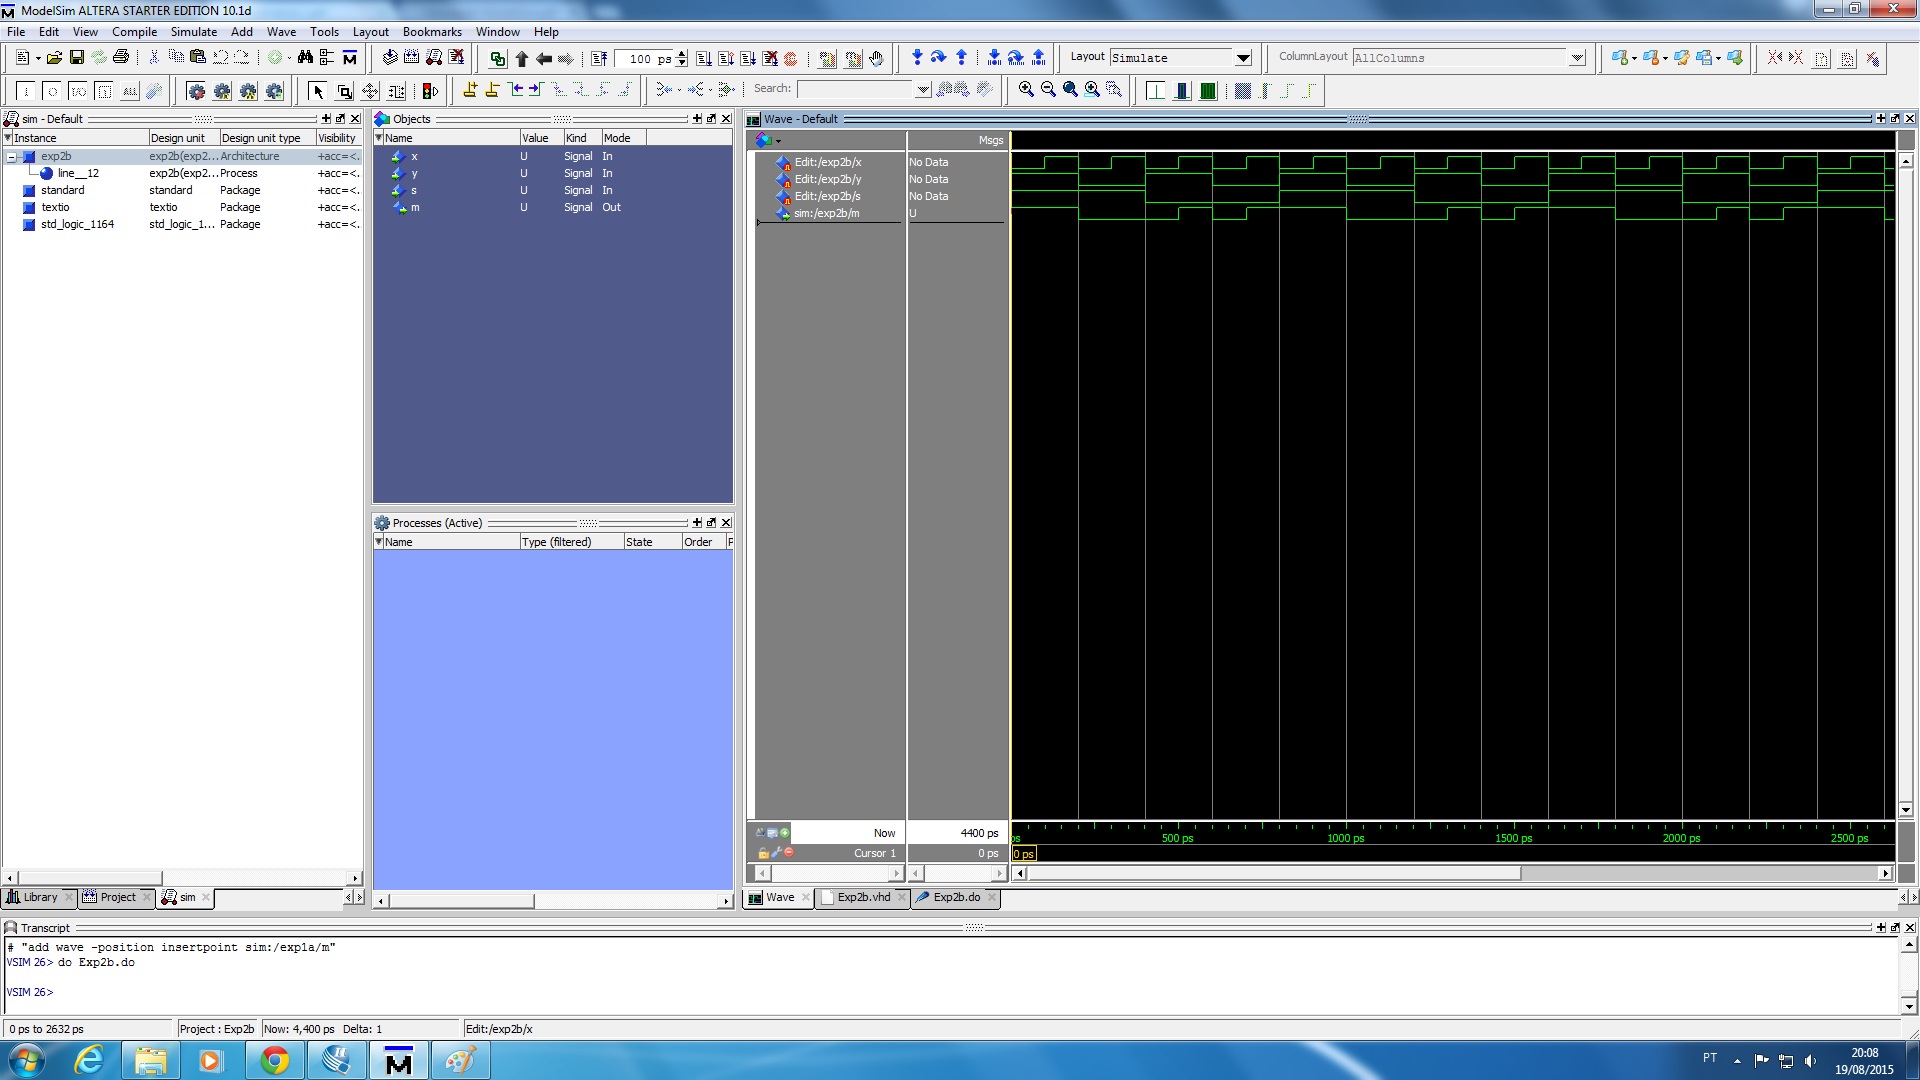 ModelSim ALTERA STARTER EDITION 10.1d
File Edit View Compile Simulate Add Wave Tools Layout Bookmarks Window Help
100 ps
Layout Simulate
ColumnLayout AllColumns
ALL
Search:
sim - Default
Instance Design unit Design unit type Visibility
exp2b exp2b(exp2... Architecture +acc=<.
line__12 exp2b(exp2... Process +acc=<.
standard standard Package +acc=<.
textio textio Package +acc=<.
std_logic_1164 std_logic_1... Package +acc=<.
Library Project sim
Objects
Name Value Kind Mode
x U Signal In
y U Signal In
s U Signal In
m U Signal Out
Processes (Active)
Name Type (filtered) State Order P
Wave - Default
Msgs
Edit:/exp2b/x No Data
Edit:/exp2b/y No Data
Edit:/exp2b/s No Data
sim:/exp2b/m U
Now 4400 ps
ps 500 ps 1000 ps 1500 ps 2000 ps 2500 ps
Cursor 1 0 ps
0 ps
Wave Exp2b.vhd Exp2b.do
Transcript
# "add wave -position insertpoint sim:/exp1a/m"
VSIM 26> do Exp2b.do
VSIM 26>
0 ps to 2632 ps Project : Exp2b Now: 4,400 ps Delta: 1 Edit:/exp2b/x
PT
20:08
19/08/2015